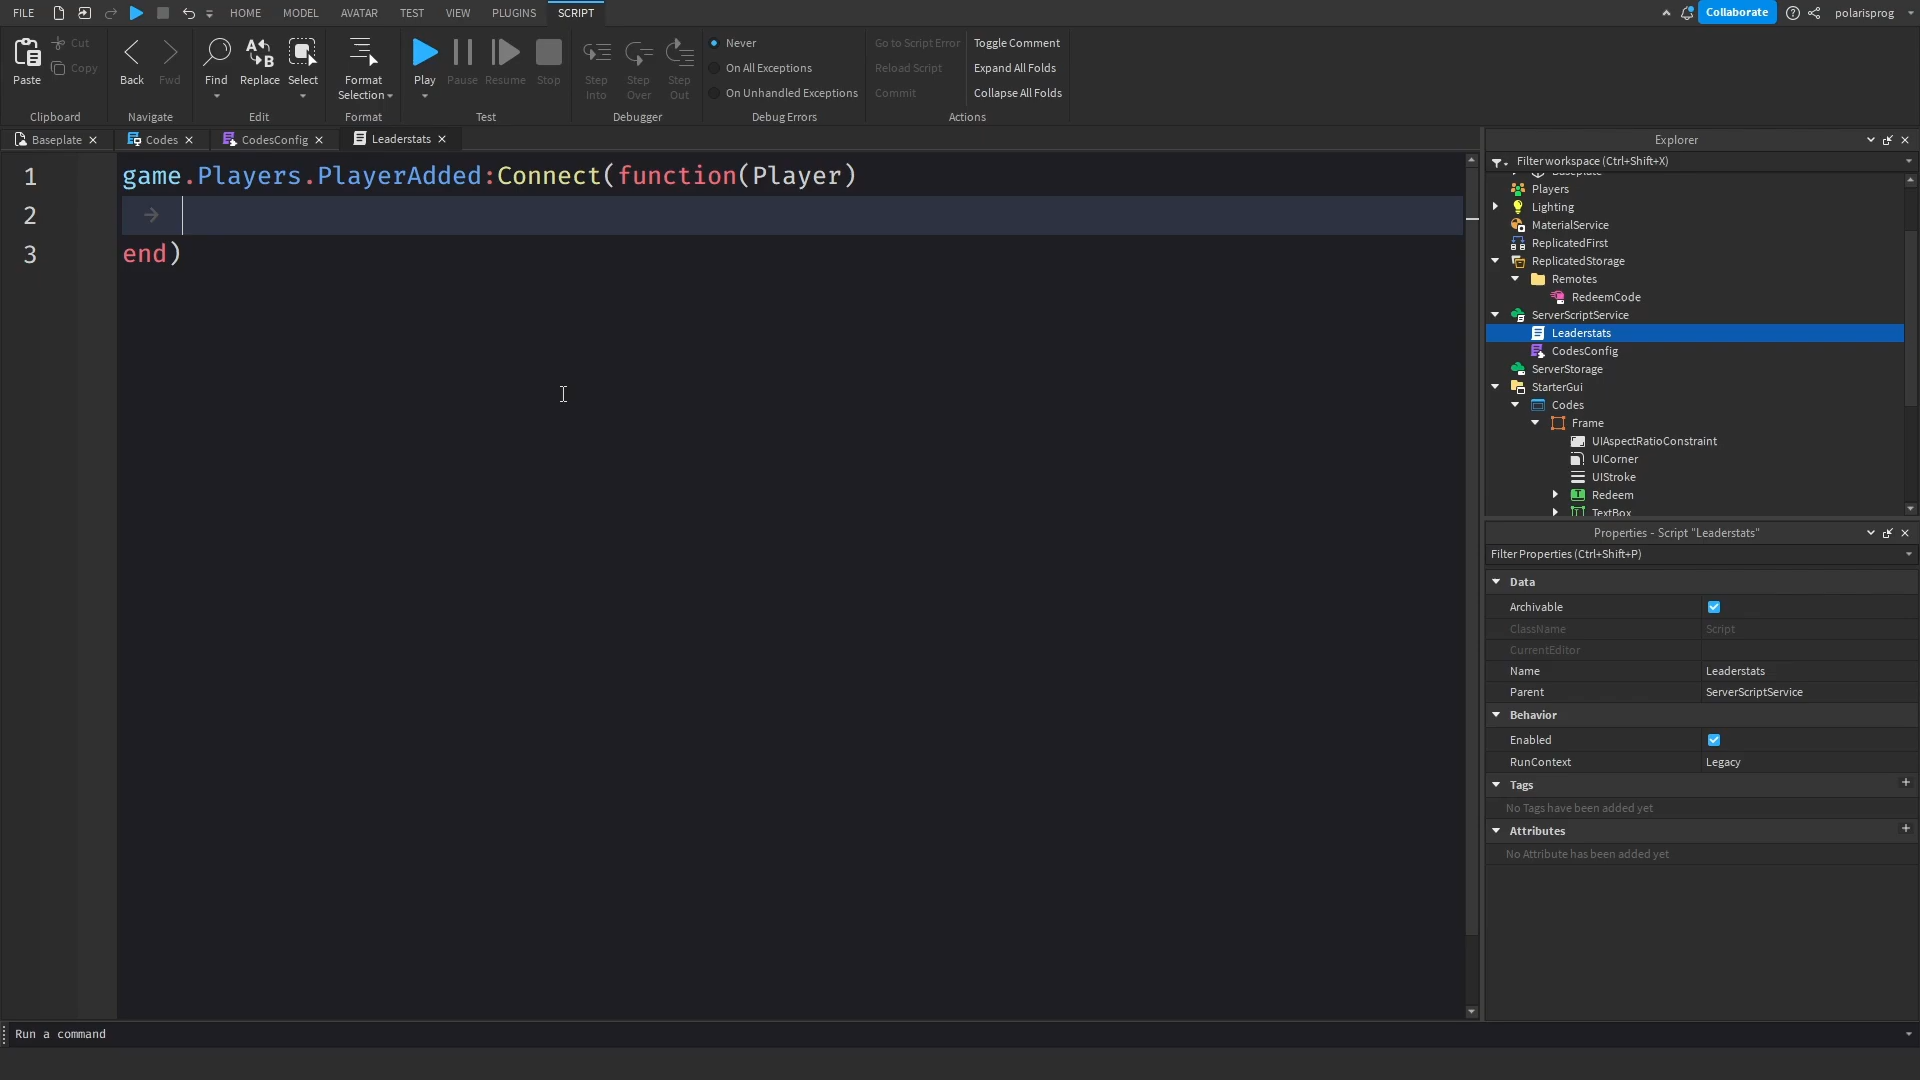 FILE HOME MODEL AVATAR TEST VIEW PLUGINS SCRIPT Collaborate polarisprog
Paste Cut Copy
Clipboard
Back Fwd
Navigate
Find Replace Select
Edit
Format Selection
Format
Play Pause Resume Stop
Test
Step Into Step Over Step Out
Debugger
Never
On All Exceptions
On Unhandled Exceptions
Debug Errors
Go to Script Error Toggle Comment
Reload Script Expand All Folds
Commit Collapse All Folds
Actions
Baseplate Codes CodesConfig Leaderstats
1 game.Players.PlayerAdded:Connect(function(Player)
2
3 end)
Explorer
Filter workspace (Ctrl+Shift+X)
Baseplate
Players
Lighting
MaterialService
ReplicatedFirst
ReplicatedStorage
Remotes
RedeemCode
ServerScriptService
Leaderstats
CodesConfig
ServerStorage
StarterGui
Codes
Frame
UIAspectRatioConstraint
UICorner
UIStroke
Redeem
TextBox
Properties - Script "Leaderstats"
Filter Properties (Ctrl+Shift+P)
Data
Archivable
ClassName Script
CurrentEditor
Name Leaderstats
Parent ServerScriptService
Behavior
Enabled
RunContext Legacy
Tags
No Tags have been added yet
Attributes
No Attribute has been added yet
Run a command